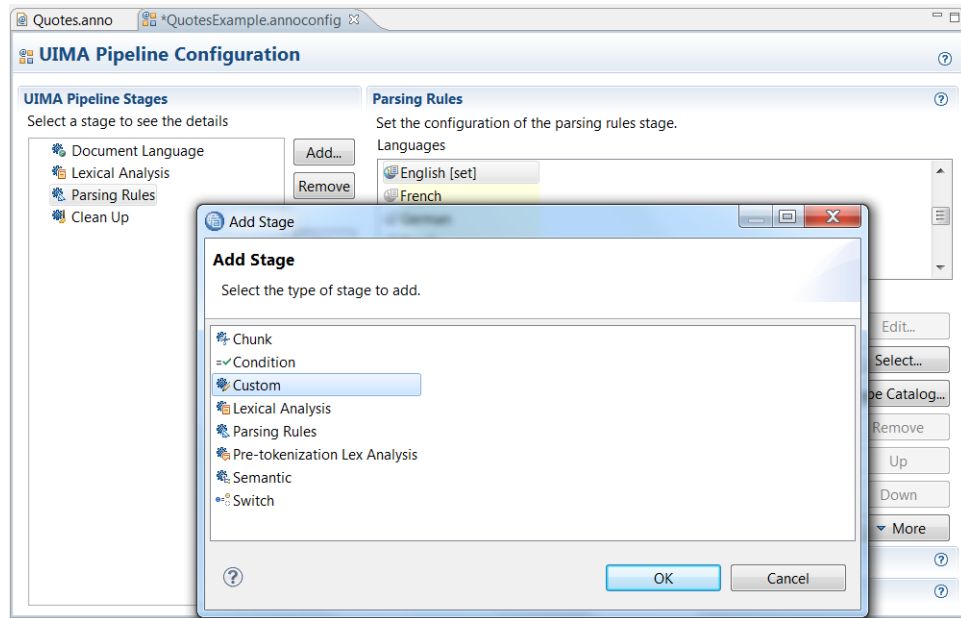 Quotes.anno
*QuotesExample.annoconfig
UIMA Pipeline Configuration
UIMA Pipeline Stages
Select a stage to see the details
Document Language
Lexical Analysis
Parsing Rules
Clean Up
Add...
Remove
Parsing Rules
Set the configuration of the parsing rules stage.
Languages
English [set]
French
German
Edit...
Select...
pe Catalog...
Remove
Up
Down
More
Add Stage
Add Stage
Select the type of stage to add.
Chunk
Condition
Custom
Lexical Analysis
Parsing Rules
Pre-tokenization Lex Analysis
Semantic
Switch
OK
Cancel